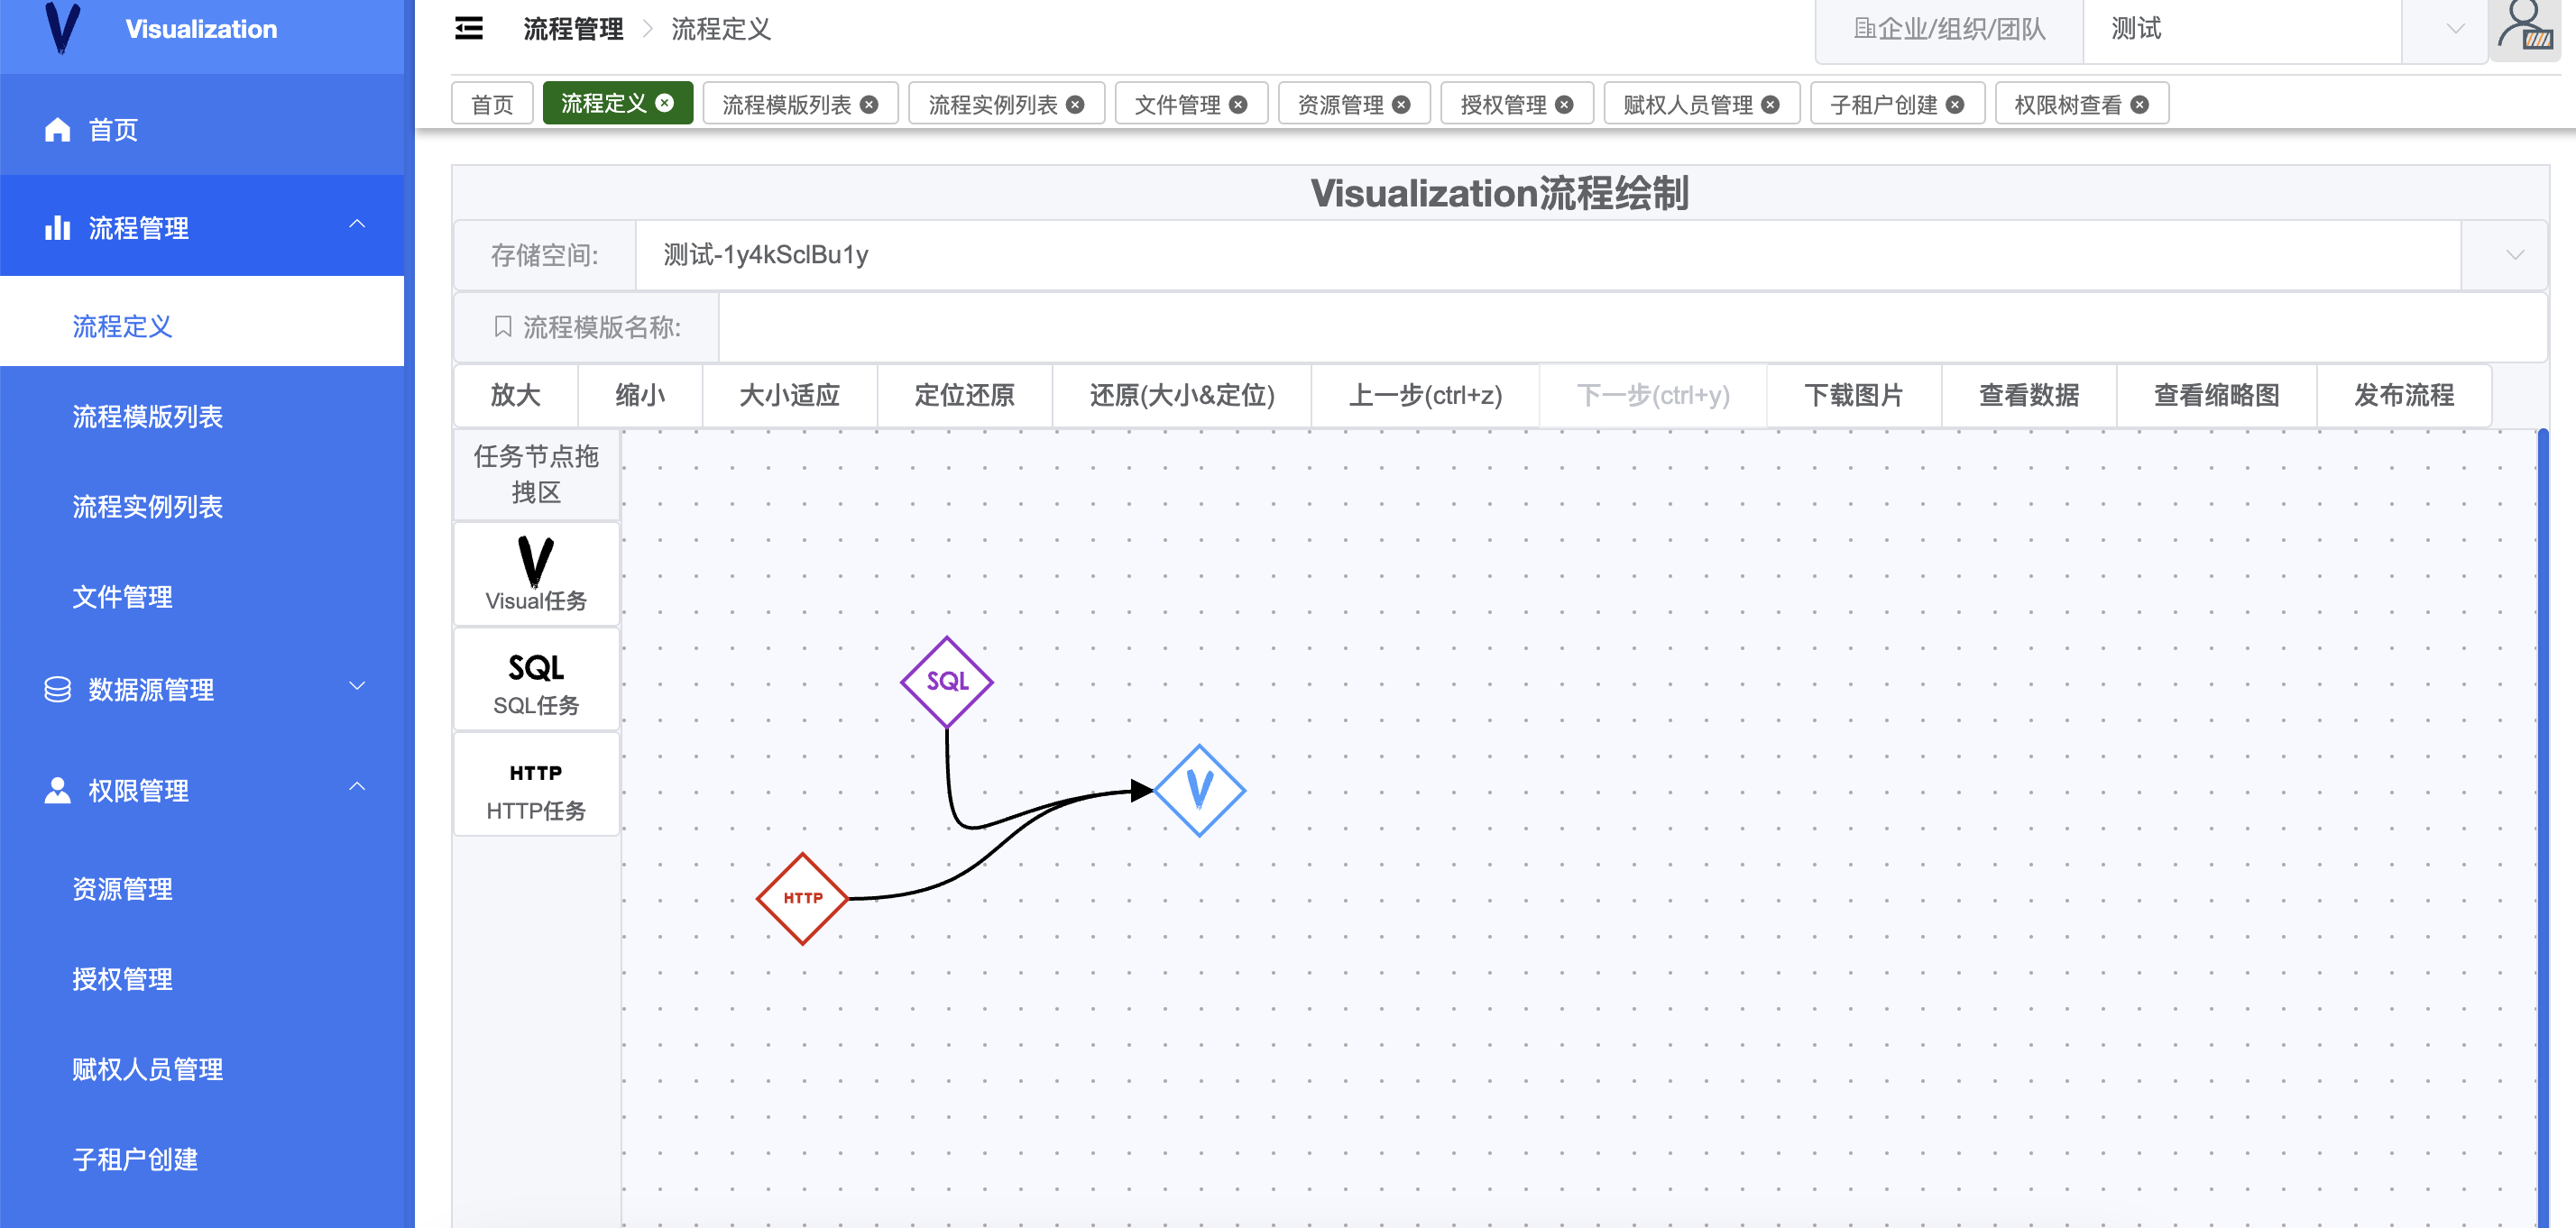 Visualization
流程管理 流程定义
企业/组织/团队 测试
首页 流程定义 流程模版列表 流程实例列表 文件管理 资源管理 授权管理 赋权人员管理 子租户创建 权限树查看
首页
流程管理
流程定义
流程模版列表
流程实例列表
文件管理
数据源管理
权限管理
资源管理
授权管理
赋权人员管理
子租户创建
Visualization流程绘制
存储空间: 测试-1y4kSclBu1y
流程模版名称:
放大 缩小 大小适应 定位还原 还原(大小&定位) 上一步(ctrl+z) 下一步(ctrl+y) 下载图片 查看数据 查看缩略图 发布流程
任务节点拖
拽区
Visual任务
SQL
SQL任务
HTTP
HTTP任务
SQL
V
HTTP